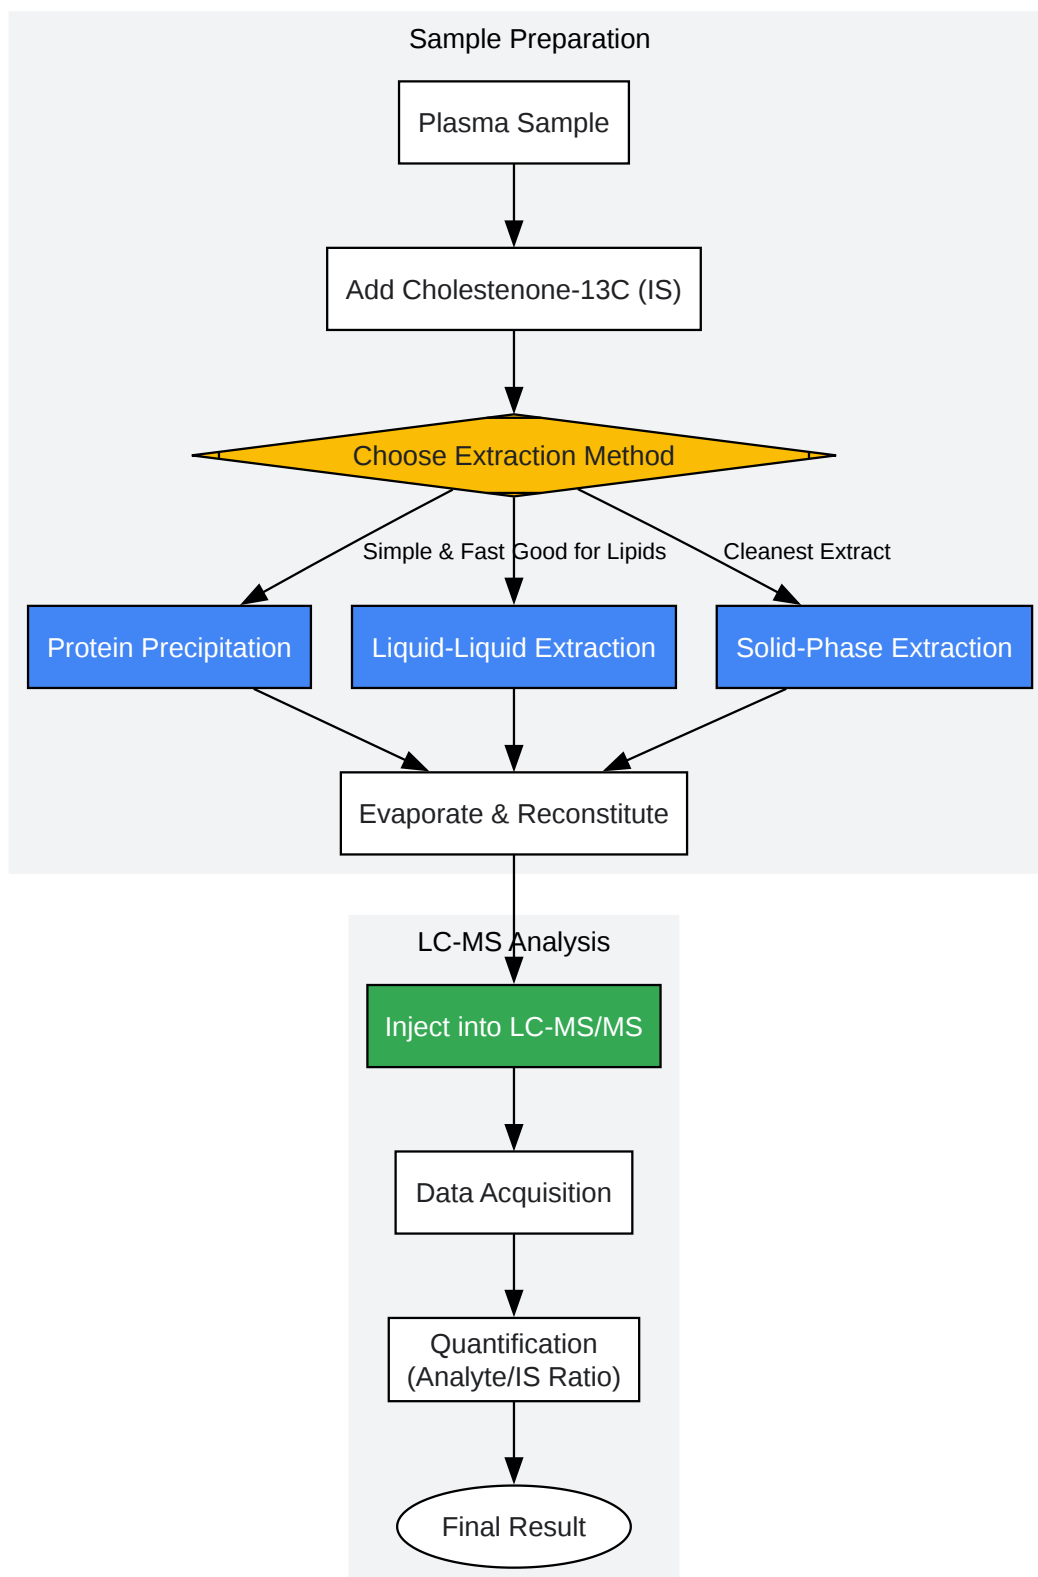 Sample Preparation
Plasma Sample
Add Cholestenone-13C (IS)
Choose Extraction Method
Simple & Fast
Good for Lipids
Cleanest Extract
Protein Precipitation
Liquid-Liquid Extraction
Solid-Phase Extraction
Evaporate & Reconstitute
LC-MS Analysis
Inject into LC-MS/MS
Data Acquisition
Quantification
(Analyte/IS Ratio)
Final Result